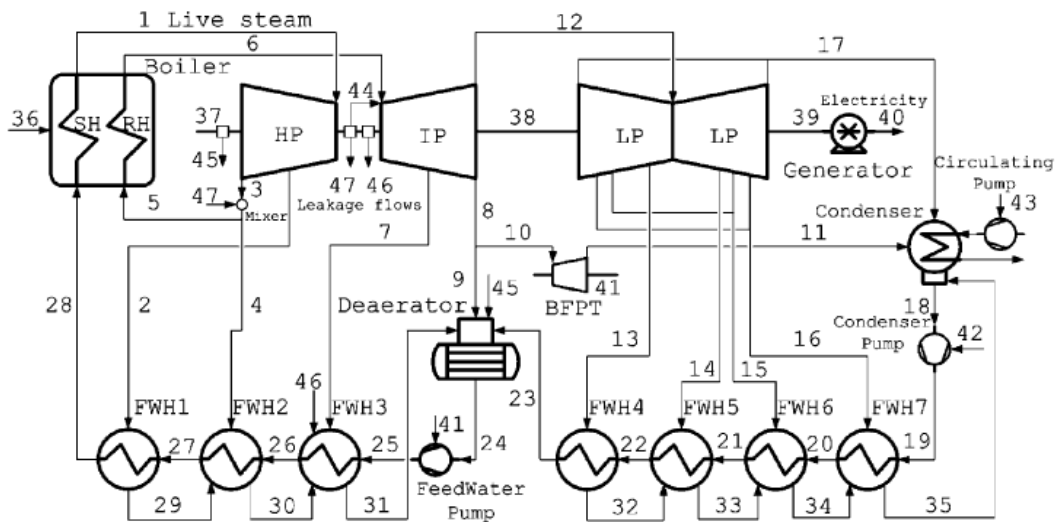 1 Live steam
6
12
17
Boiler
36
SH
RH
37
HP
44
IP
38
LP
LP
39
Electricity
40
Generator
45
47
46
Leakage flows
3
47
Mixer
5
7
8
10
11
Circulating
Pump
43
Condenser
28
2
4
9
45
Deaerator
41
BFPT
13
14
15
16
18
Condenser
Pump
42
23
46
FWH1
FWH2
FWH3
41
FWH4
FWH5
FWH6
FWH7
27
26
25
24
22
21
20
19
29
30
31
FeedWater
Pump
32
33
34
35